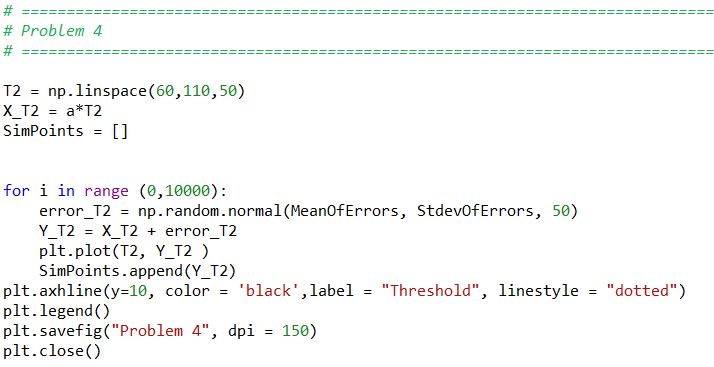 # =============================================================================
# Problem 4
# =============================================================================
T2 = np.linspace(60,110,50)
X_T2 = a*T2
SimPoints = []
for i in range (0,10000):
    error_T2 = np.random.normal(MeanOfErrors, StdevOfErrors, 50)
    Y_T2 = X_T2 + error_T2
    plt.plot(T2, Y_T2 )
    SimPoints.append(Y_T2)
plt.axhline(y=10, color = 'black',label = "Threshold", linestyle = "dotted")
plt.legend()
plt.savefig("Problem 4", dpi = 150)
plt.close()